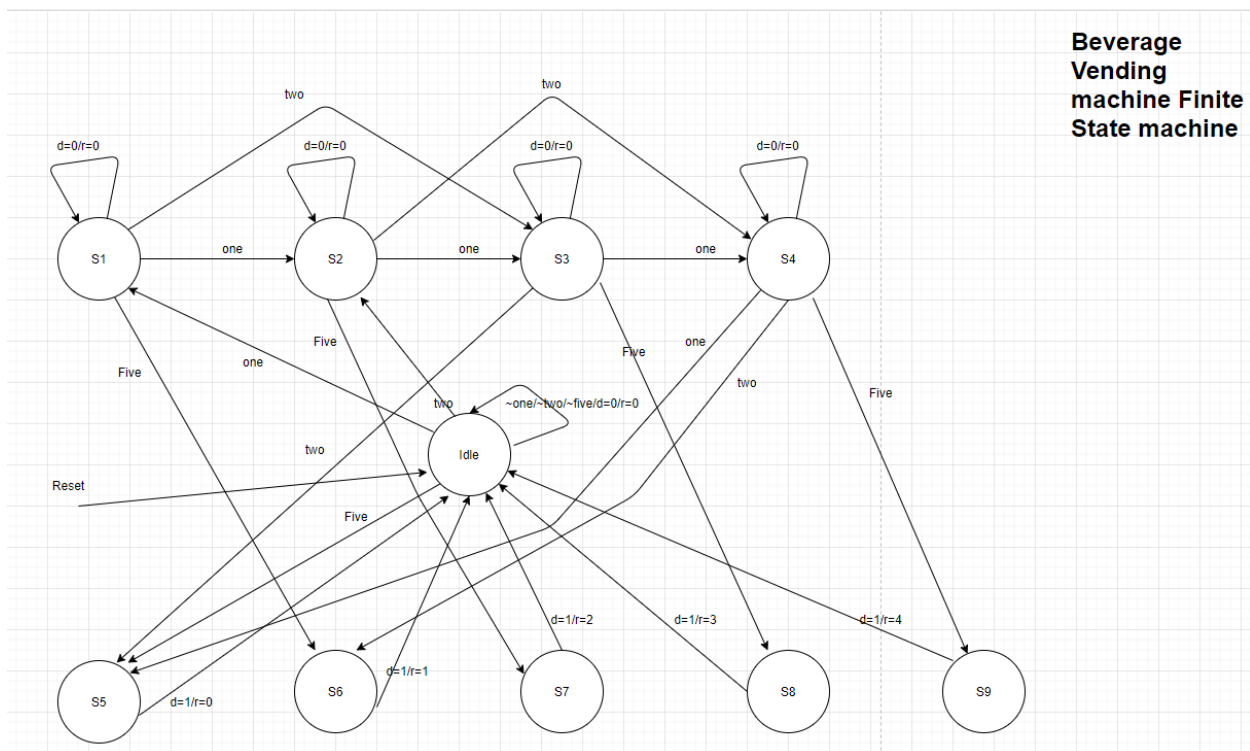 Beverage
Vending
machine Finite
State machine
two
two
d=0/r=0
d=0/r=0
d=0/r=0
d=0/r=0
S1
one
S2
one
S3
one
S4
Five
one
Five
Five
one
two
Five
two
~one/~two/~five/d=0/r=0
two
Idle
Reset
Five
d=1/r=2
d=1/r=3
d=1/r=4
d=1/r=1
d=1/r=0
S5
S6
S7
S8
S9